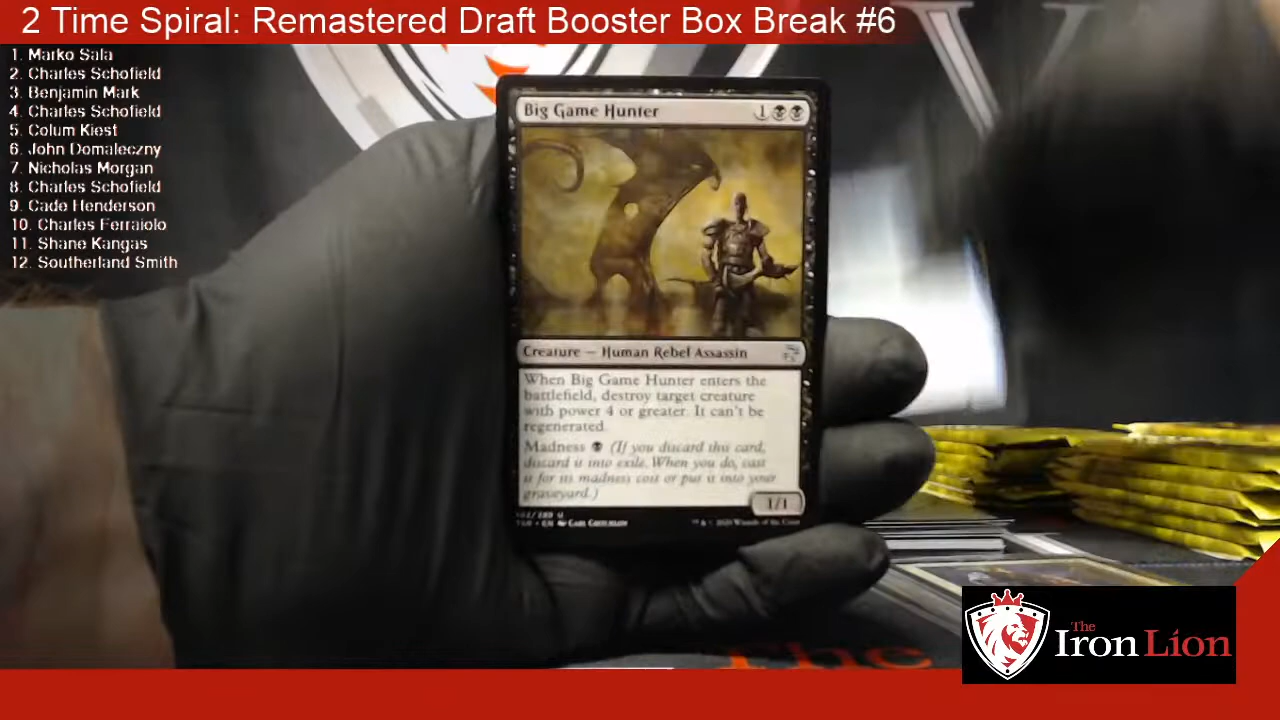 2 Time Spiral: Remastered Draft Booster Box Break #6
1. Marko Sala
2. Charles Schofield
3. Benjamin Mark
4. Charles Schofield
5. Colum Kiest
6. John Domaleczny
7. Nicholas Morgan
8. Charles Schofield
9. Cade Henderson
10. Charles Ferraiolo
11. Shane Kangas
12. Southerland Smith
Big Game Hunter 1
Creature — Human Rebel Assassin
When Big Game Hunter enters the
battlefield, destroy target creature
with power 4 or greater. It can't be
regenerated.
Madness (If you discard this card,
discard it into exile. When you do, cast
it for its madness cost or put it into your
graveyard.)
1/1
The
The
Iron Lion